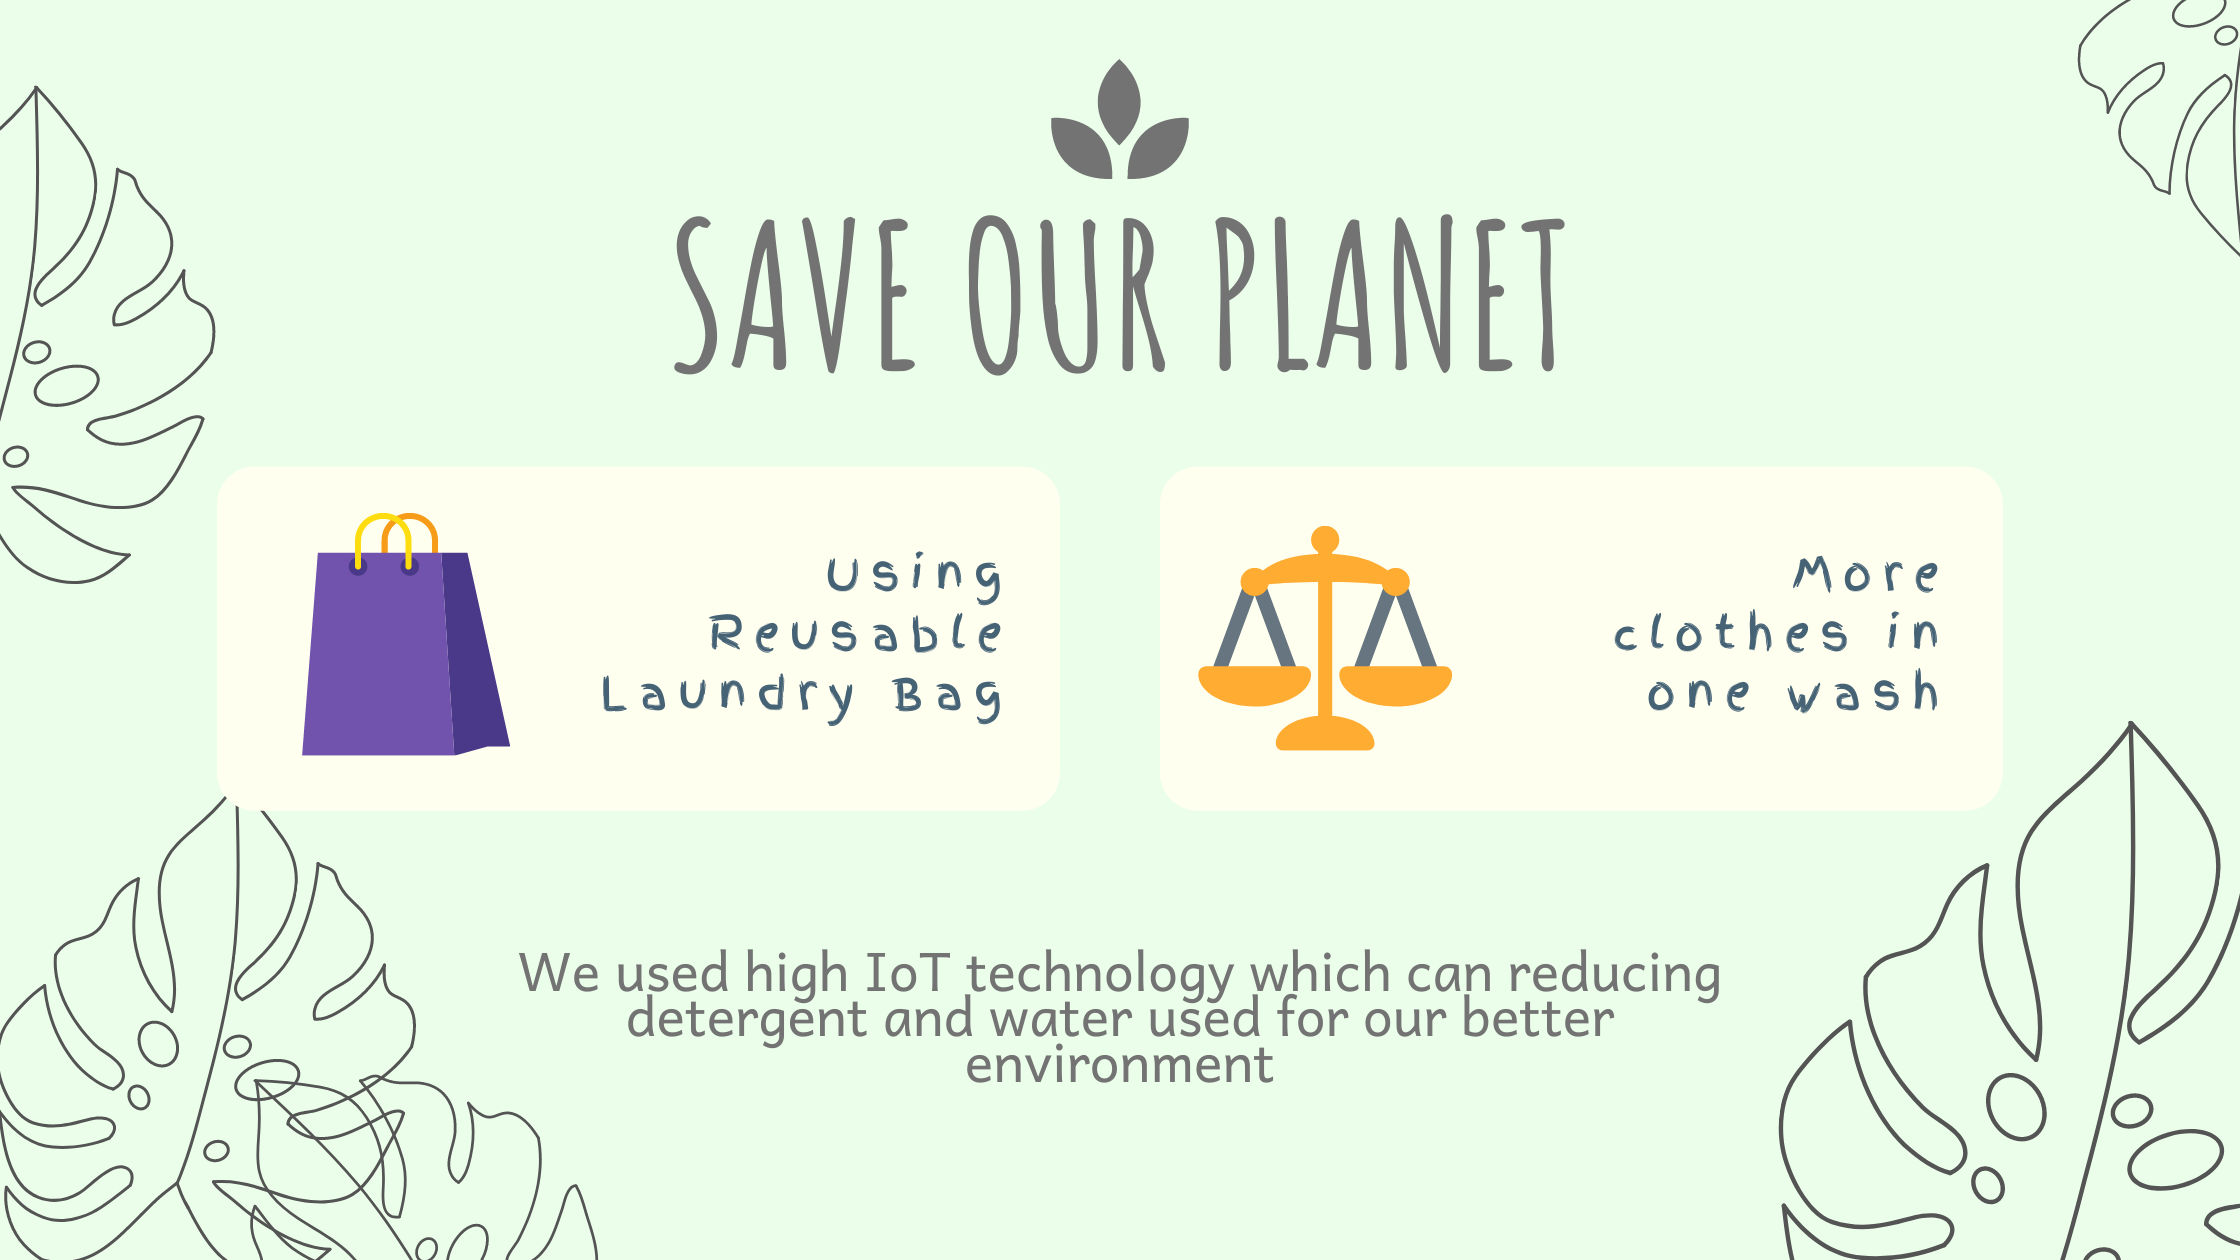 SAVE OUR PLANET
Using
Reusable
Laundry Bag
More
clothes in
one wash
We used high IoT technology which can reducing
detergent and water used for our better
environment